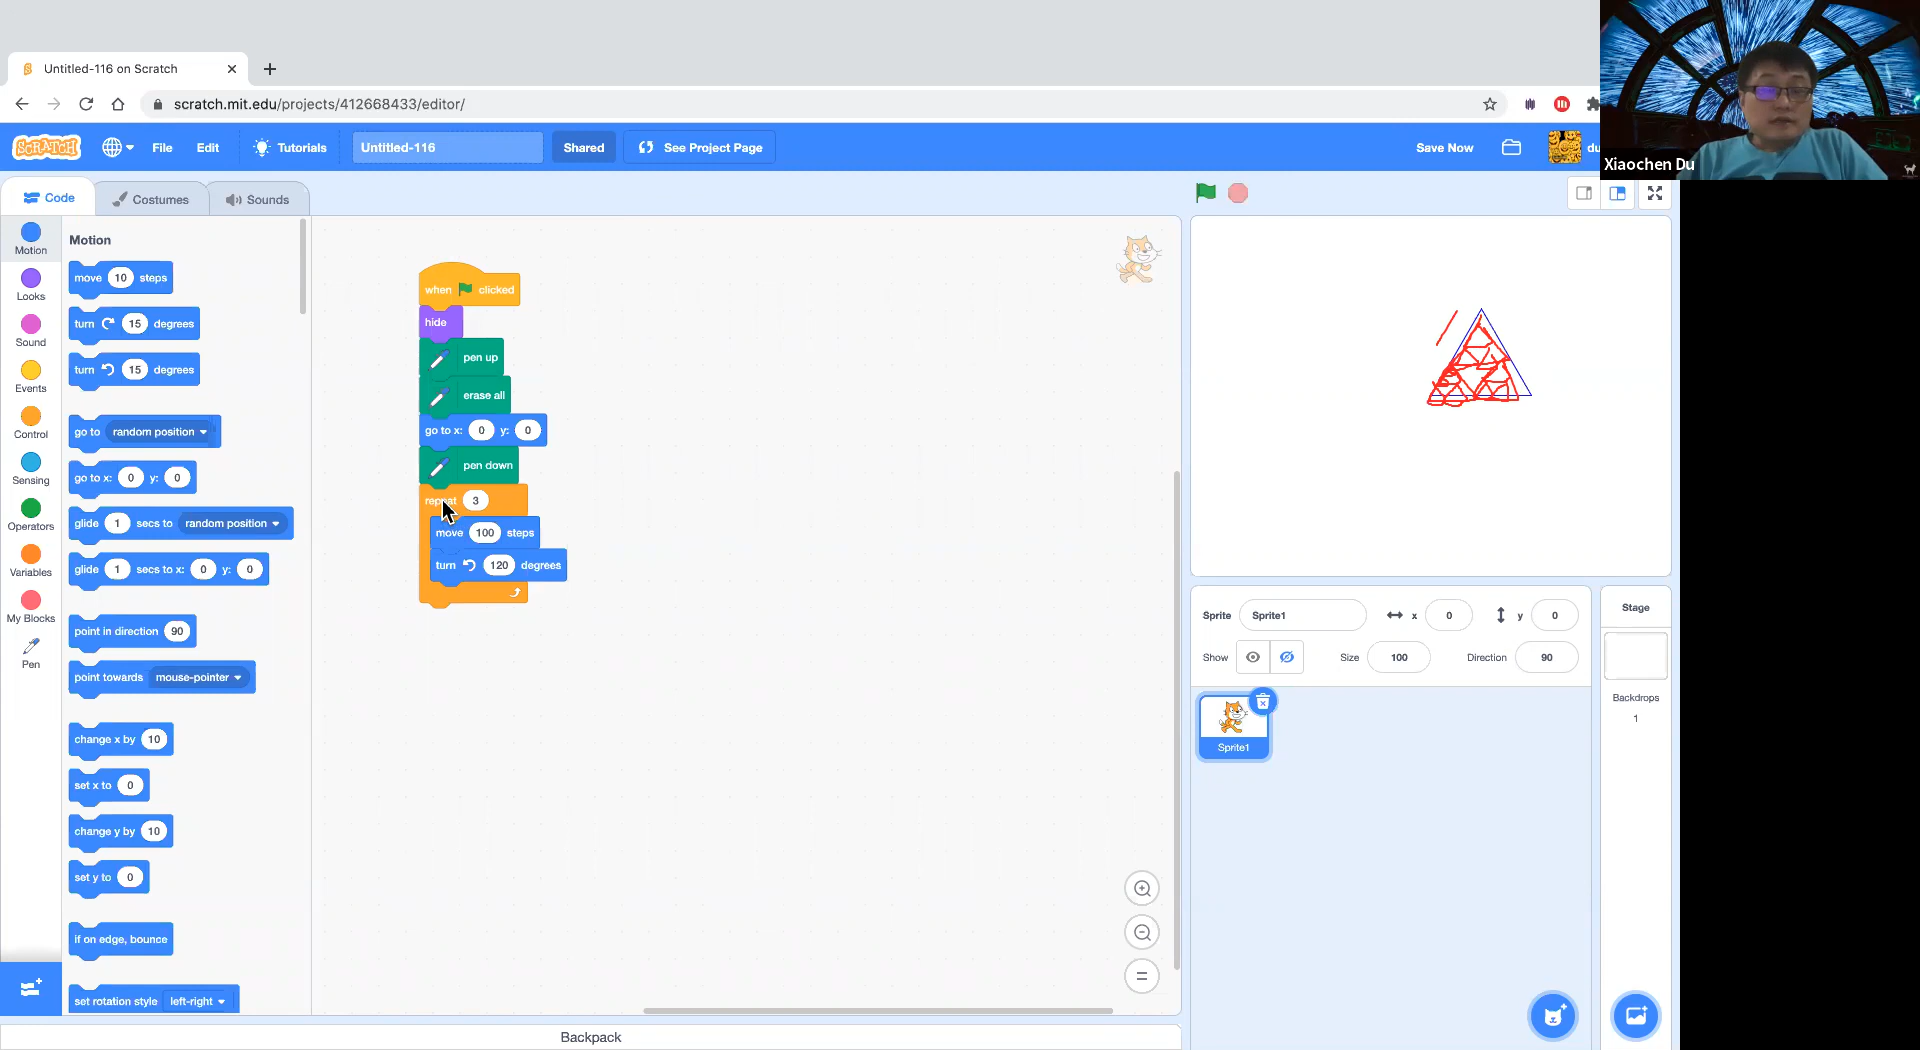 Untitled-116 on Scratch
scratch.mit.edu/projects/412668433/editor/
SCRATCH
File
Edit
Tutorials
Untitled-116
Shared
See Project Page
Save Now
du
Xiaochen Du
Code
Costumes
Sounds
Motion
Looks
Sound
Events
Control
Sensing
Operators
Variables
My Blocks
Pen
Motion
move 10 steps
turn 15 degrees
turn 15 degrees
go to random position
go to x: 0 y: 0
glide 1 secs to random position
glide 1 secs to x: 0 y: 0
point in direction 90
point towards mouse-pointer
change x by 10
set x to 0
change y by 10
set y to 0
if on edge, bounce
set rotation style left-right
when clicked
hide
pen up
erase all
go to x: 0 y: 0
pen down
repeat 3
move 100 steps
turn 120 degrees
Sprite Sprite1 x 0 y 0
Show Size 100 Direction 90
Sprite1
Stage
Backdrops
1
Backpack